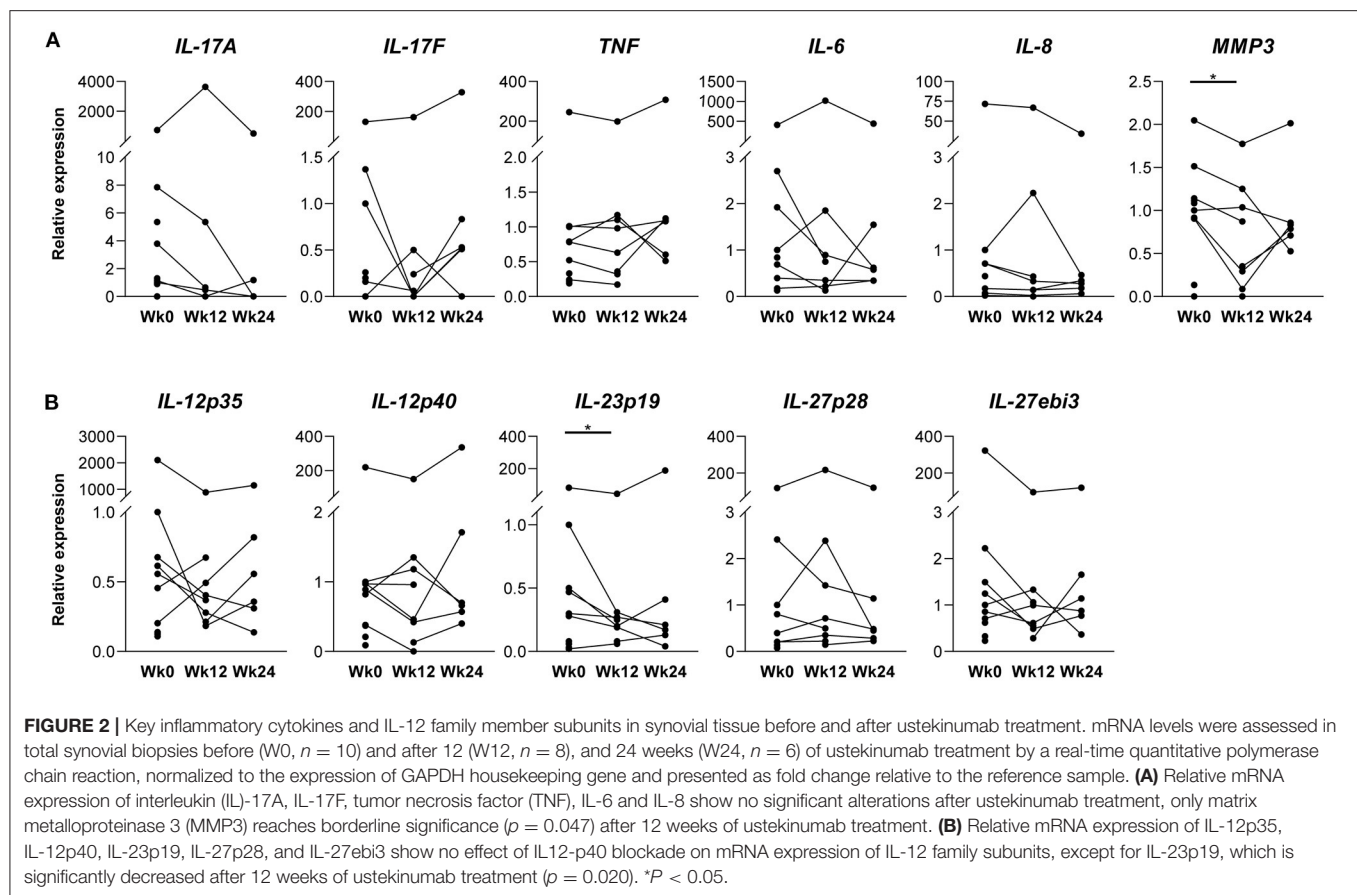 A
IL-17A IL-17F TNF IL-6 IL-8 MMP3
Relative expression
4000
2000
10
8
6
4
2
0
Wk0 Wk12 Wk24
400
200
1.5
1.0
0.5
0.0
Wk0 Wk12 Wk24
400
200
2.0
1.5
1.0
0.5
0.0
Wk0 Wk12 Wk24
1500
1000
500
3
2
1
0
Wk0 Wk12 Wk24
100
75
50
3
2
1
0
Wk0 Wk12 Wk24
2.5
2.0
1.5
1.0
0.5
0.0
*
Wk0 Wk12 Wk24
B
IL-12p35 IL-12p40 IL-23p19 IL-27p28 IL-27ebi3
Relative expression
3000
2000
1000
1.0
0.5
0.0
Wk0 Wk12 Wk24
400
200
2
1
0
Wk0 Wk12 Wk24
400
200
1.0
0.5
0.0
*
Wk0 Wk12 Wk24
400
200
3
2
1
0
Wk0 Wk12 Wk24
400
200
3
2
1
0
Wk0 Wk12 Wk24
FIGURE 2 | Key inflammatory cytokines and IL-12 family member subunits in synovial tissue before and after ustekinumab treatment. mRNA levels were assessed in
total synovial biopsies before (W0, n = 10) and after 12 (W12, n = 8), and 24 weeks (W24, n = 6) of ustekinumab treatment by a real-time quantitative polymerase
chain reaction, normalized to the expression of GAPDH housekeeping gene and presented as fold change relative to the reference sample. (A) Relative mRNA
expression of interleukin (IL)-17A, IL-17F, tumor necrosis factor (TNF), IL-6 and IL-8 show no significant alterations after ustekinumab treatment, only matrix
metalloproteinase 3 (MMP3) reaches borderline significance (p = 0.047) after 12 weeks of ustekinumab treatment. (B) Relative mRNA expression of IL-12p35,
IL-12p40, IL-23p19, IL-27p28, and IL-27ebi3 show no effect of IL12-p40 blockade on mRNA expression of IL-12 family subunits, except for IL-23p19, which is
significantly decreased after 12 weeks of ustekinumab treatment (p = 0.020). *P < 0.05.